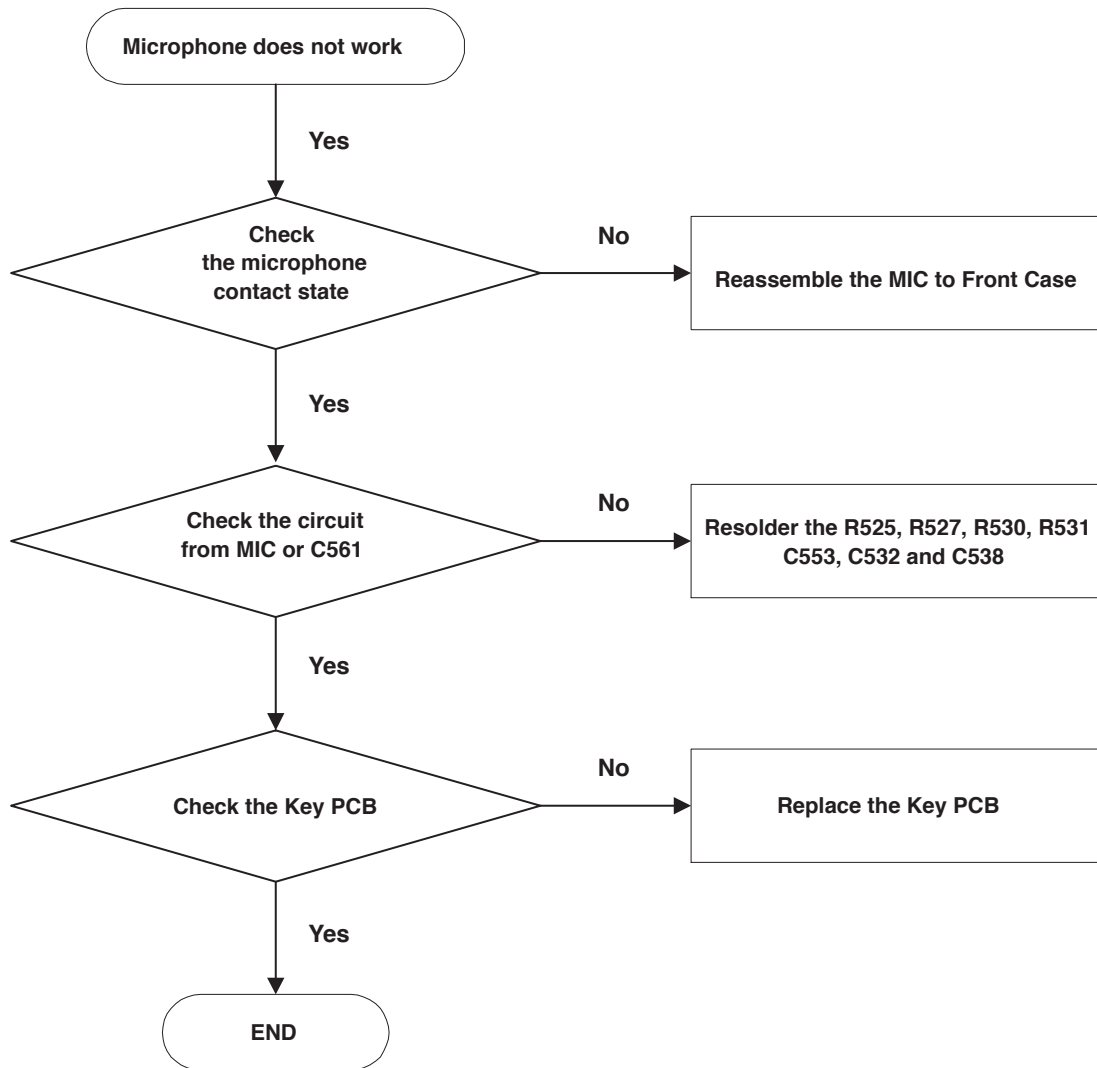 Microphone does not work
Yes
Check
the microphone
contact state
No
Reassemble the MIC to Front Case
Yes
Check the circuit
from MIC or C561
No
Resolder the R525, R527, R530, R531
C553, C532 and C538
Yes
Check the Key PCB
No
Replace the Key PCB
Yes
END